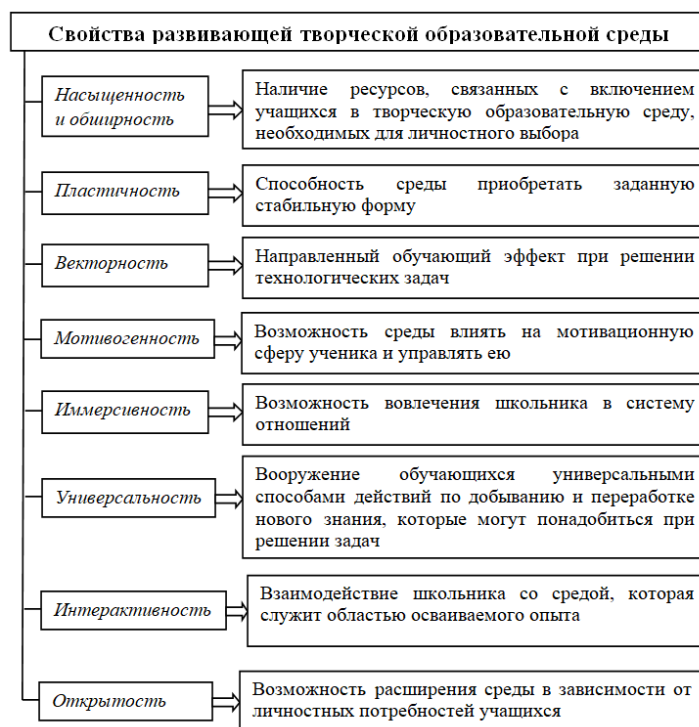 Свойства развивающей творческой образовательной среды
Насыщенность
и обширность
Наличие ресурсов, связанных с включением
учащихся в творческую образовательную среду,
необходимых для личностного выбора
Пластичность
Способность среды приобретать заданную
стабильную форму
Векторность
Направленный обучающий эффект при решении
технологических задач
Мотивогенность
Возможность среды влиять на мотивационную
сферу ученика и управлять ею
Иммерсивность
Возможность вовлечения школьника в систему
отношений
Универсальность
Вооружение обучающихся универсальными
способами действий по добыванию и переработке
нового знания, которые могут понадобиться при
решении задач
Интерактивность
Взаимодействие школьника со средой, которая
служит областью осваиваемого опыта
Открытость
Возможность расширения среды в зависимости от
личностных потребностей учащихся